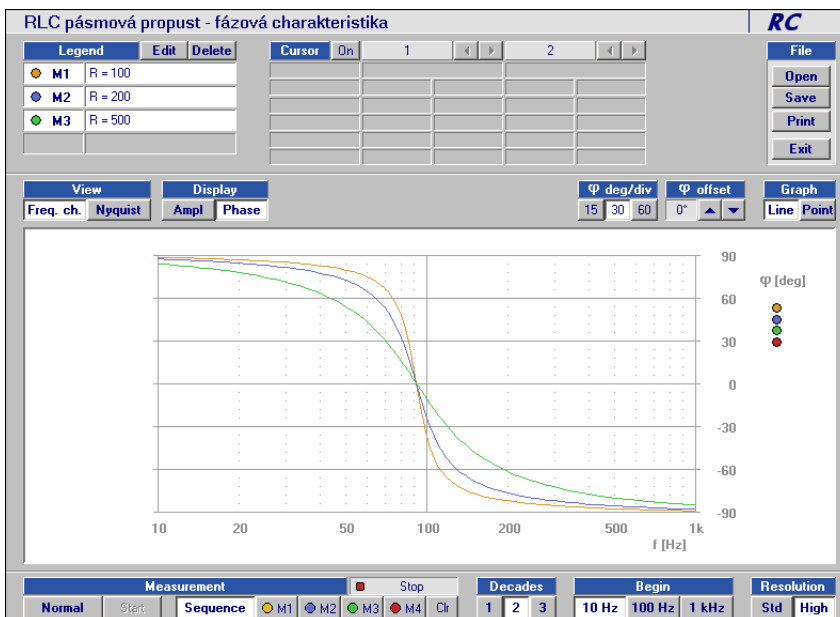 RLC pásmová propust - fázová charakteristika
RC
Legend Edit Delete
Cursor On 1 2
File
M1 R = 100
M2 R = 200
M3 R = 500
Open
Save
Print
Exit
View
Display
φ deg/div
φ offset
Graph
Freq. ch. Nyquist
Ampl Phase
15 30 60
0°
Line Point
90
φ [deg]
60
30
0
-30
-60
-90
10 20 50 100 200 500 1k
f [Hz]
Measurement
Stop
Decades
Begin
Resolution
Normal Start Sequence M1 M2 M3 M4 Clr
1 2 3
10 Hz 100 Hz 1 kHz
Std High